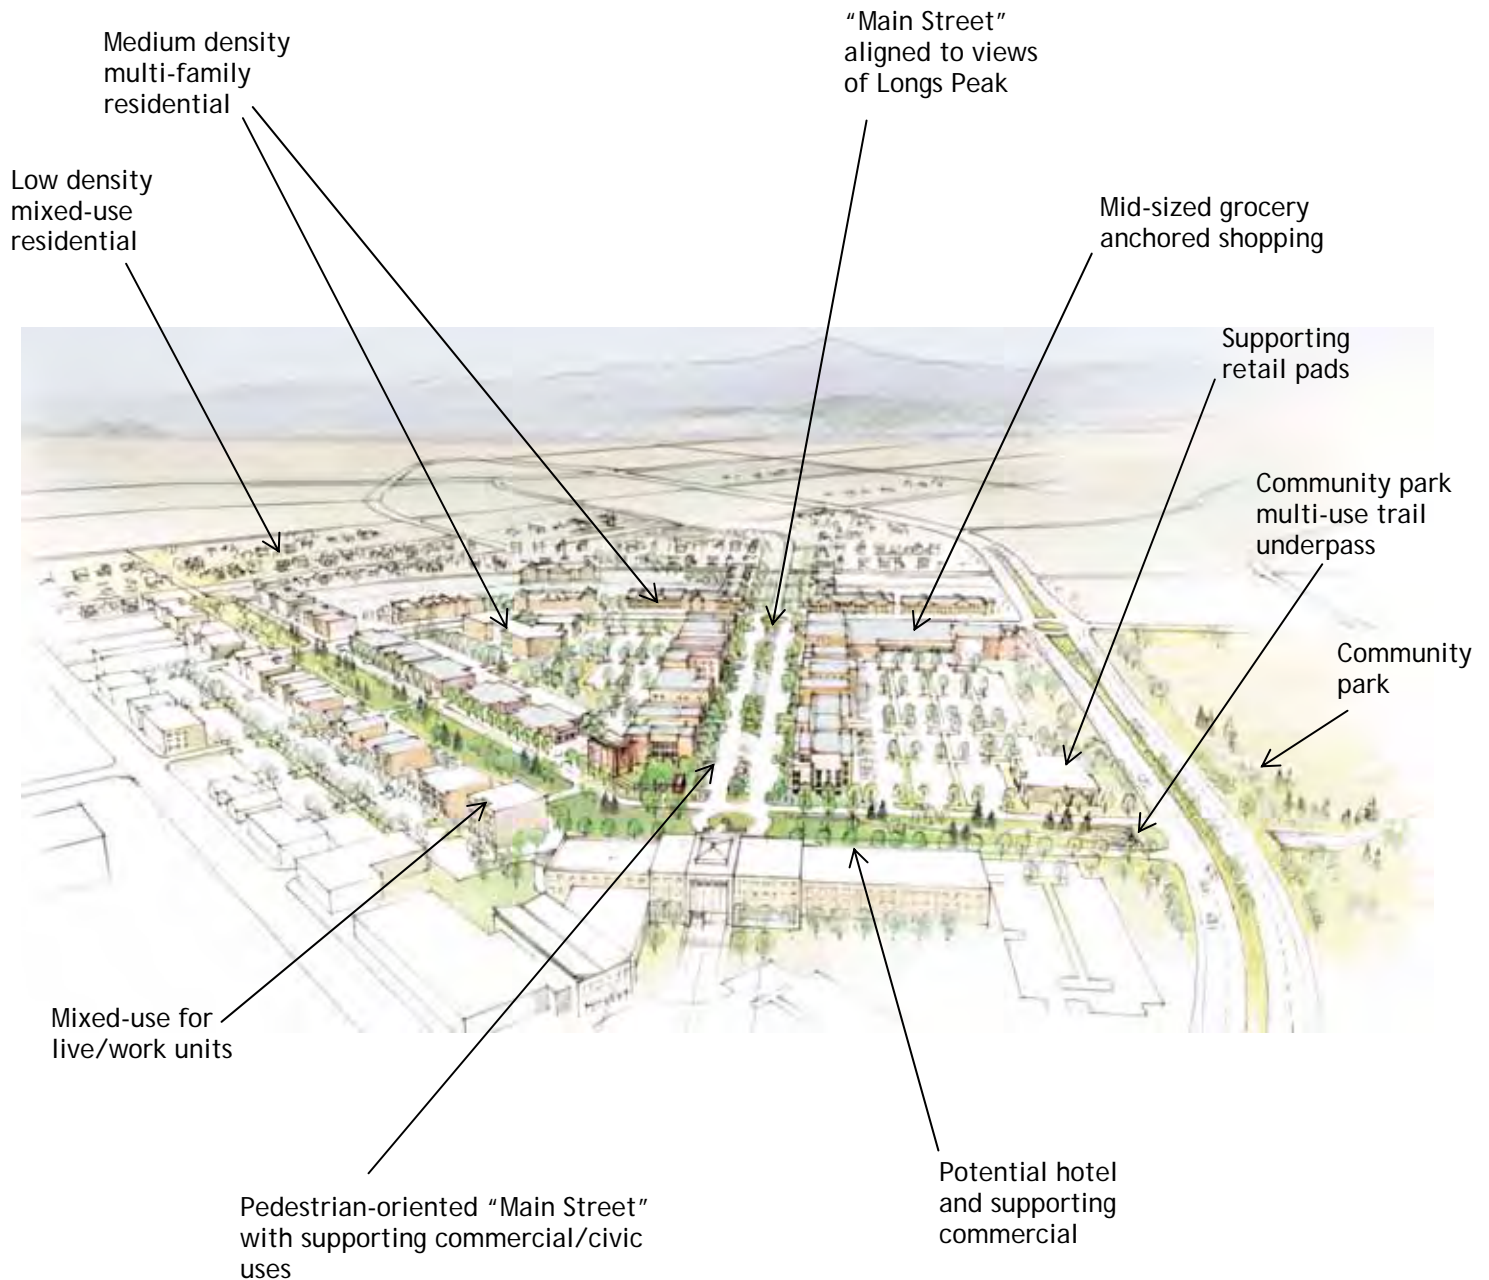 “Main Street”
aligned to views
of Longs Peak
Medium density
multi-family
residential
Low density
mixed-use
residential
Mid-sized grocery
anchored shopping
Supporting
retail pads
Community park
multi-use trail
underpass
Community
park
Mixed-use for
live/work units
Pedestrian-oriented “Main Street”
with supporting commercial/civic
uses
Potential hotel
and supporting
commercial